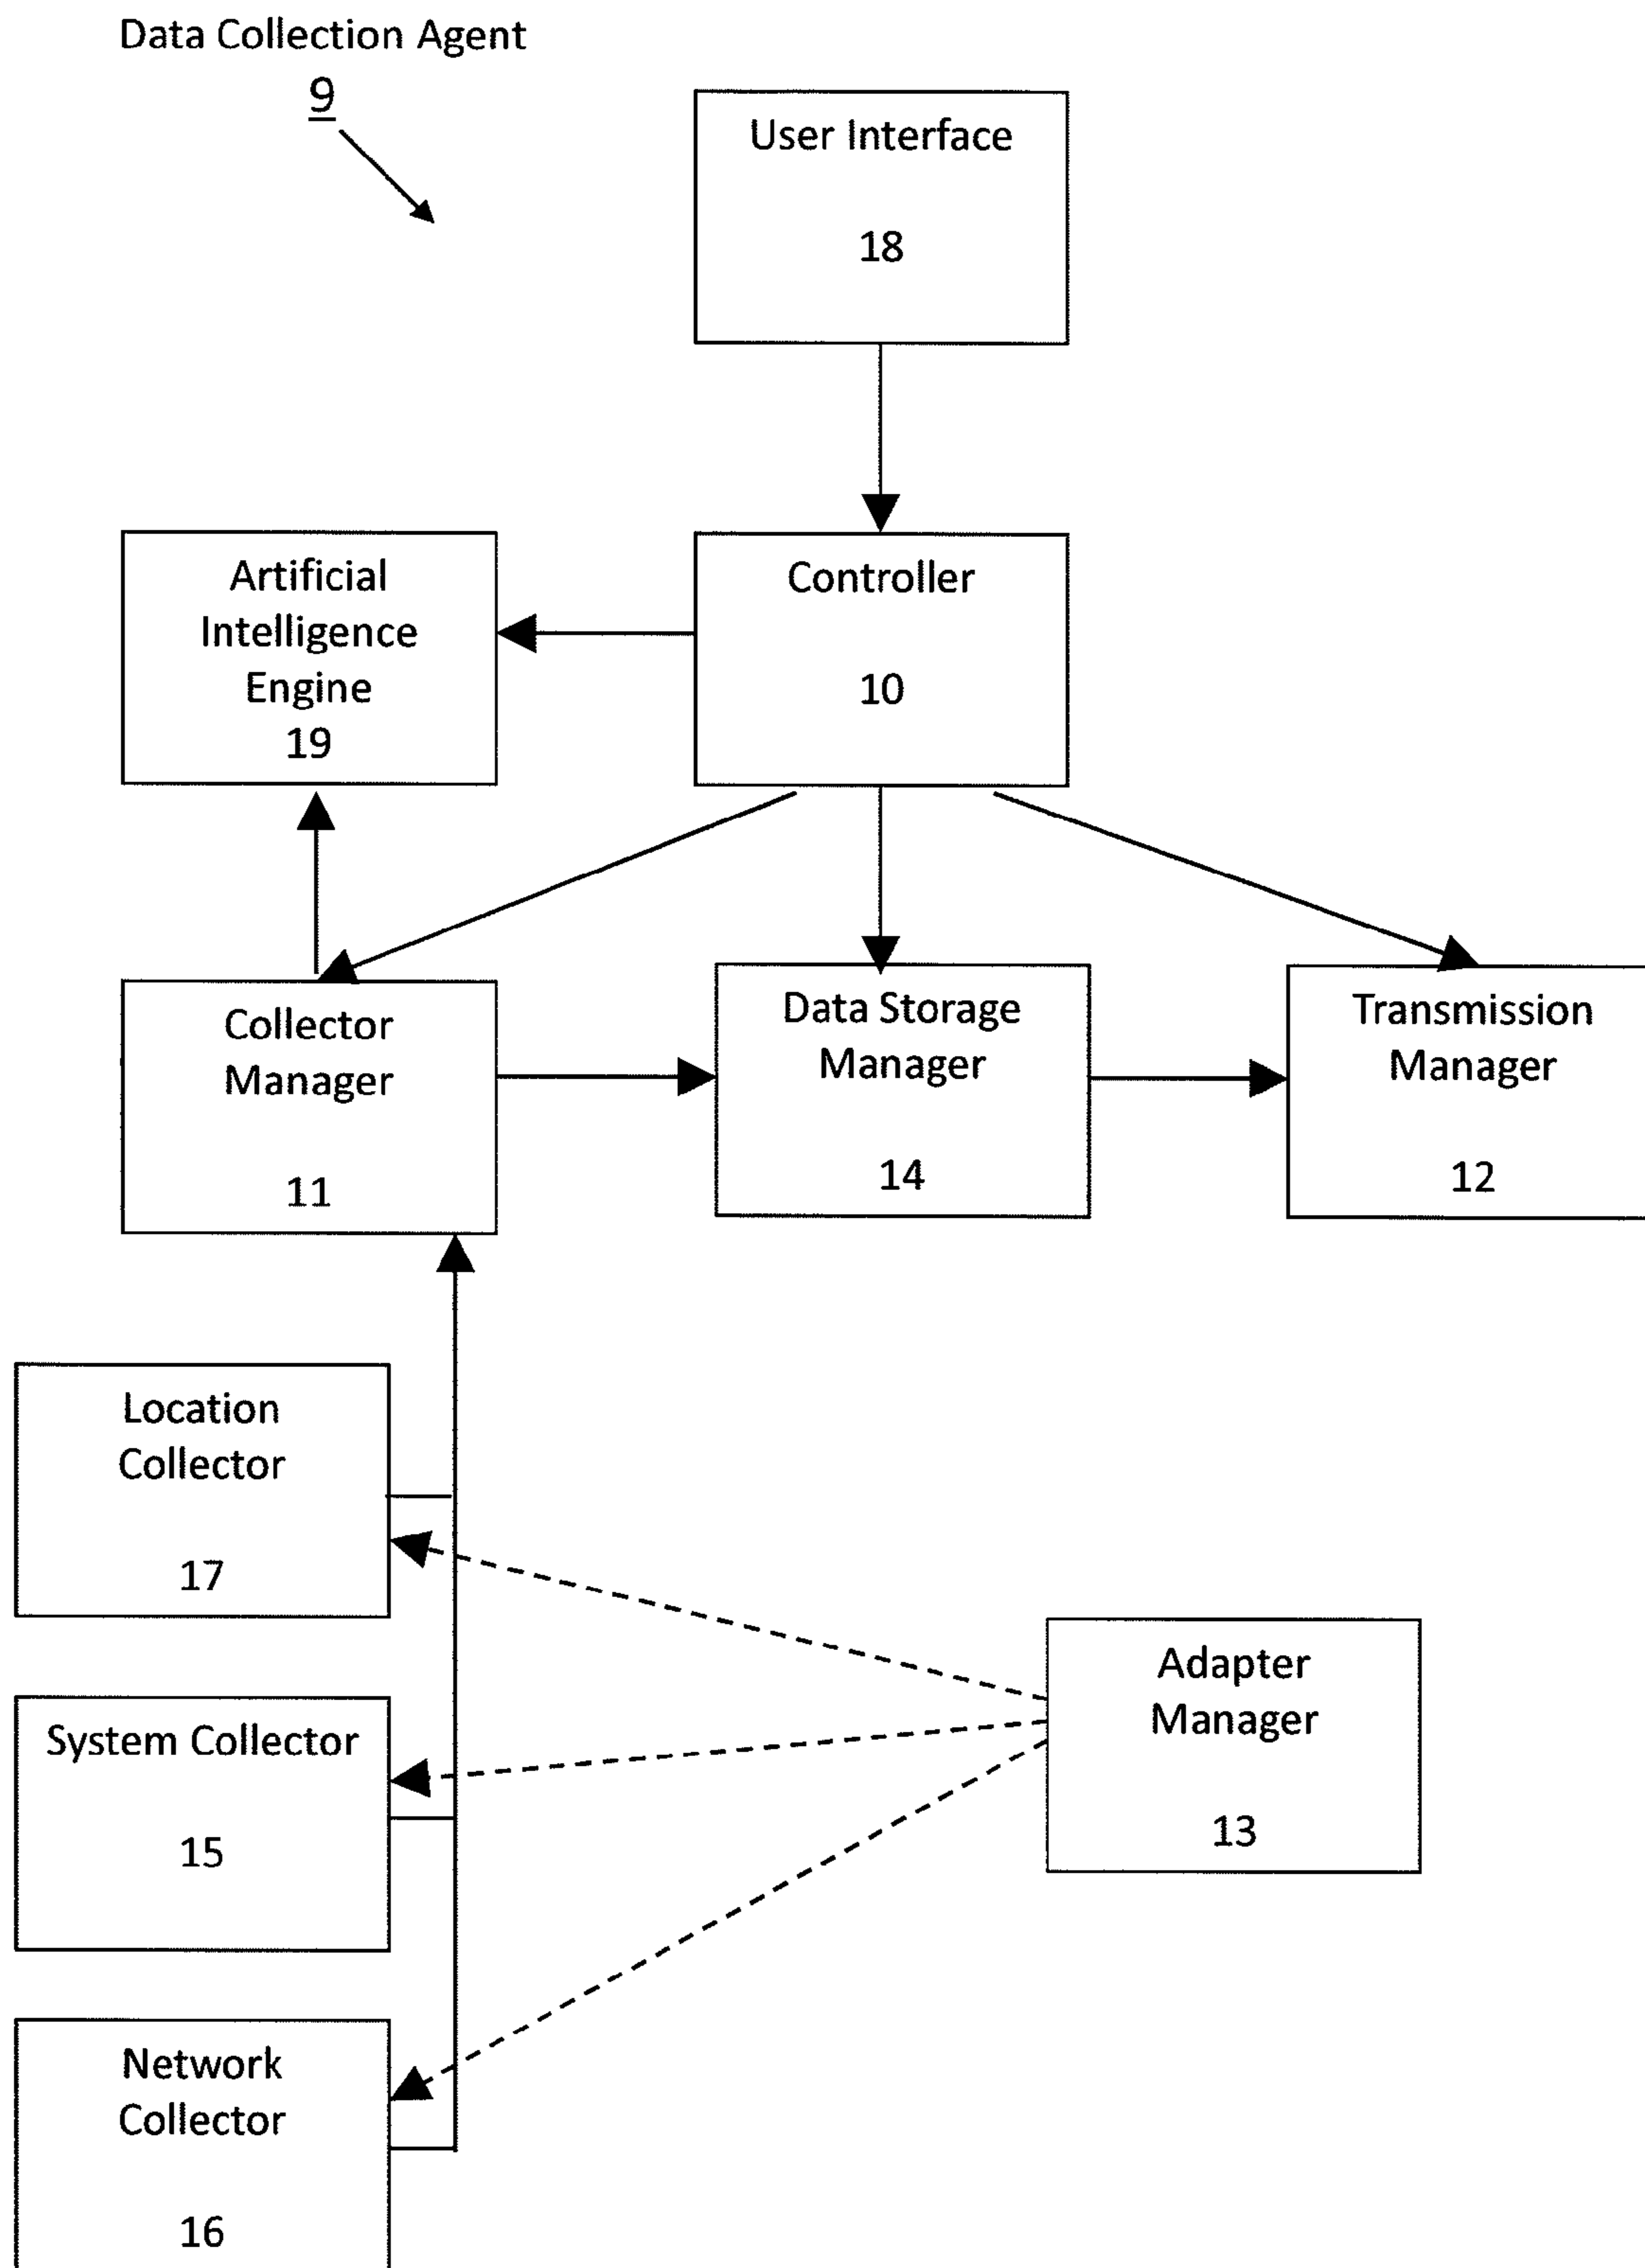 Data Collection Agent
9
User Interface
18
Artificial
Intelligence
Engine
19
Controller
10
Collector
Manager
11
Data Storage
Manager
14
Transmission
Manager
12
Location
Collector
17
System Collector
15
Adapter
Manager
13
Network
Collector
16